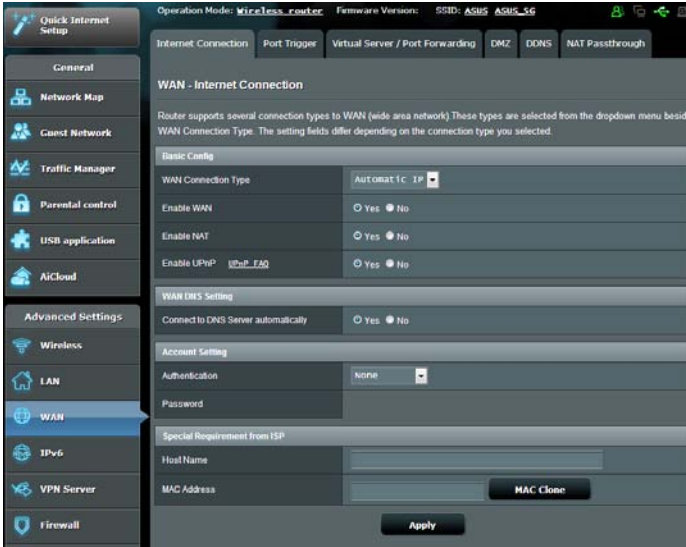 Quick Internet
Setup
General
Network Map
Guest Network
Traffic Manager
Parental control
USB application
AiCloud
Advanced Settings
Wireless
LAN
WAN
IPv6
VPN Server
Firewall
Operation Mode: Wireless router Firmware Version: SSID: ASUS ASUS_5G
Internet Connection Port Trigger Virtual Server / Port Forwarding DMZ DDNS NAT Passthrough
WAN - Internet Connection
Router supports several connection types to WAN (wide area network).These types are selected from the dropdown menu besid
WAN Connection Type. The setting fields differ depending on the connection type you selected.
Basic Config
WAN Connection Type Automatic IP
Enable WAN Yes No
Enable NAT Yes No
Enable UPnP UPnP FAQ Yes No
WAN DNS Setting
Connect to DNS Server automatically Yes No
Account Setting
Authentication None
Password
Special Requirement from ISP
Host Name
MAC Address MAC Clone
Apply